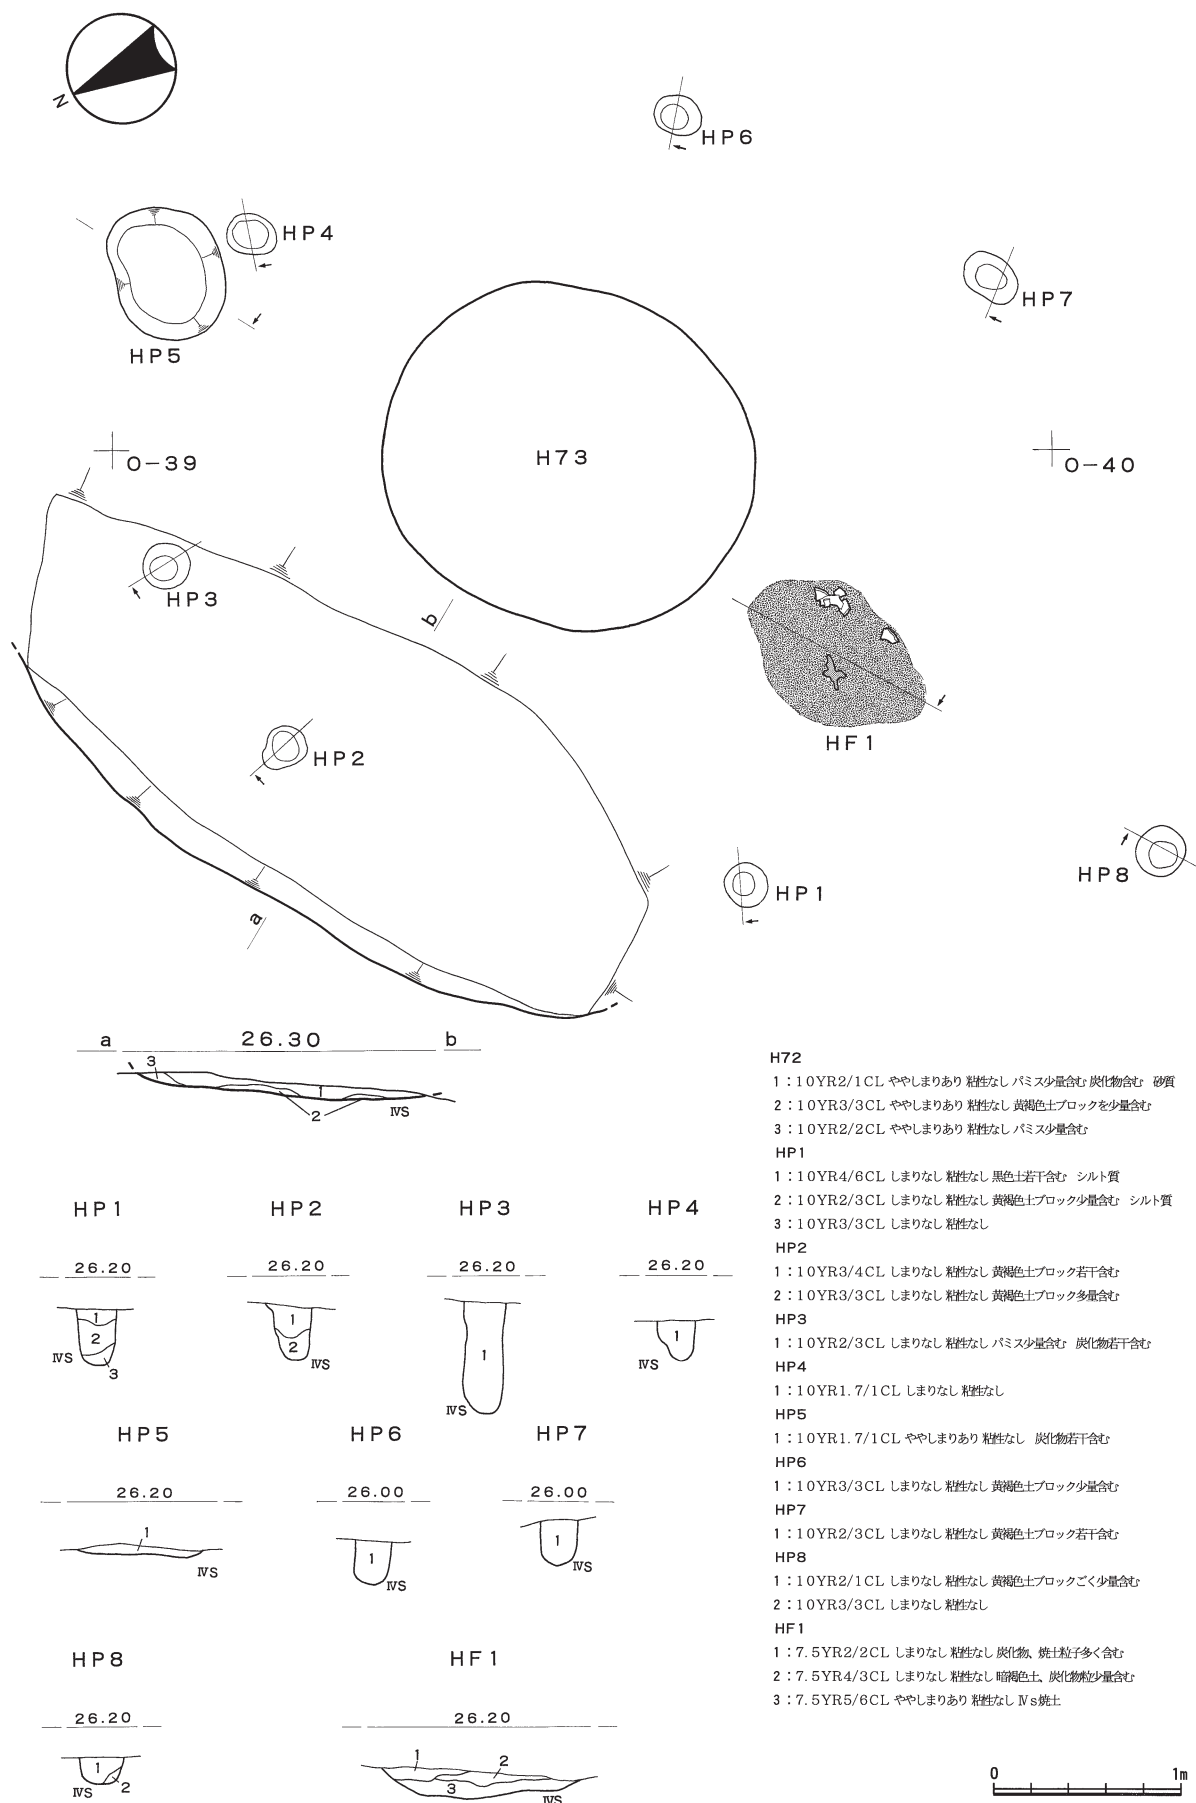 N
HP6
HP4
HP7
HP5
H73
O-39
O-40
HP3
b
HF1
HP2
HP8
HP1
a
a 26.30 b
3
1
2
ⅣS
HP1 HP2 HP3 HP4
26.20 26.20 26.20 26.20
1
2
3
ⅣS
1
2
ⅣS
1
ⅣS
1
ⅣS
HP5 HP6 HP7
26.20 26.00 26.00
1
ⅣS
1
ⅣS
1
ⅣS
HP8 HF1
26.20 26.20
1
2
ⅣS
1
2
3
ⅣS
H72
1:10YR2/1CL ややしまりあり 粘性なし パミス少量含む 炭化物含む 砂質
2:10YR3/3CL ややしまりあり 粘性なし 黄褐色土ブロックを少量含む
3:10YR2/2CL ややしまりあり 粘性なし パミス少量含む
HP1
1:10YR4/6CL しまりなし 粘性なし 黒色土若干含む シルト質
2:10YR2/3CL しまりなし 粘性なし 黄褐色土ブロック少量含む シルト質
3:10YR3/3CL しまりなし 粘性なし
HP2
1:10YR3/4CL しまりなし 粘性なし 黄褐色土ブロック若干含む
2:10YR3/3CL しまりなし 粘性なし 黄褐色土ブロック多量含む
HP3
1:10YR2/3CL しまりなし 粘性なし パミス少量含む 炭化物若干含む
HP4
1:10YR1.7/1CL しまりなし 粘性なし
HP5
1:10YR1.7/1CL ややしまりあり 粘性なし 炭化物若干含む
HP6
1:10YR3/3CL しまりなし 粘性なし 黄褐色土ブロック少量含む
HP7
1:10YR2/3CL しまりなし 粘性なし 黄褐色土ブロック若干含む
HP8
1:10YR2/1CL しまりなし 粘性なし 黄褐色土ブロックごく少量含む
2:10YR3/3CL しまりなし 粘性なし
HF1
1:7.5YR2/2CL しまりなし 粘性なし 炭化物、焼土粒子多く含む
2:7.5YR4/3CL しまりなし 粘性なし 暗褐色土、炭化物粒少量含む
3:7.5YR5/6CL ややしまりあり 粘性なし Ⅳs焼土
0 1m